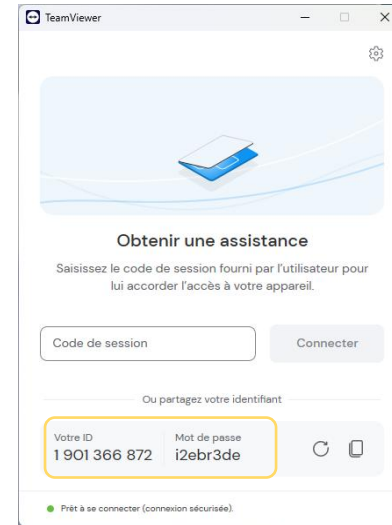 TeamViewer
Obtenir une assistance
Saisissez le code de session fourni par l'utilisateur pour
lui accorder l'accès à votre appareil.
Code de session
Connecter
Ou partagez votre identifiant
Votre ID
Mot de passe
1 901 366 872
i2ebr3de
Prêt à se connecter (connexion sécurisée).